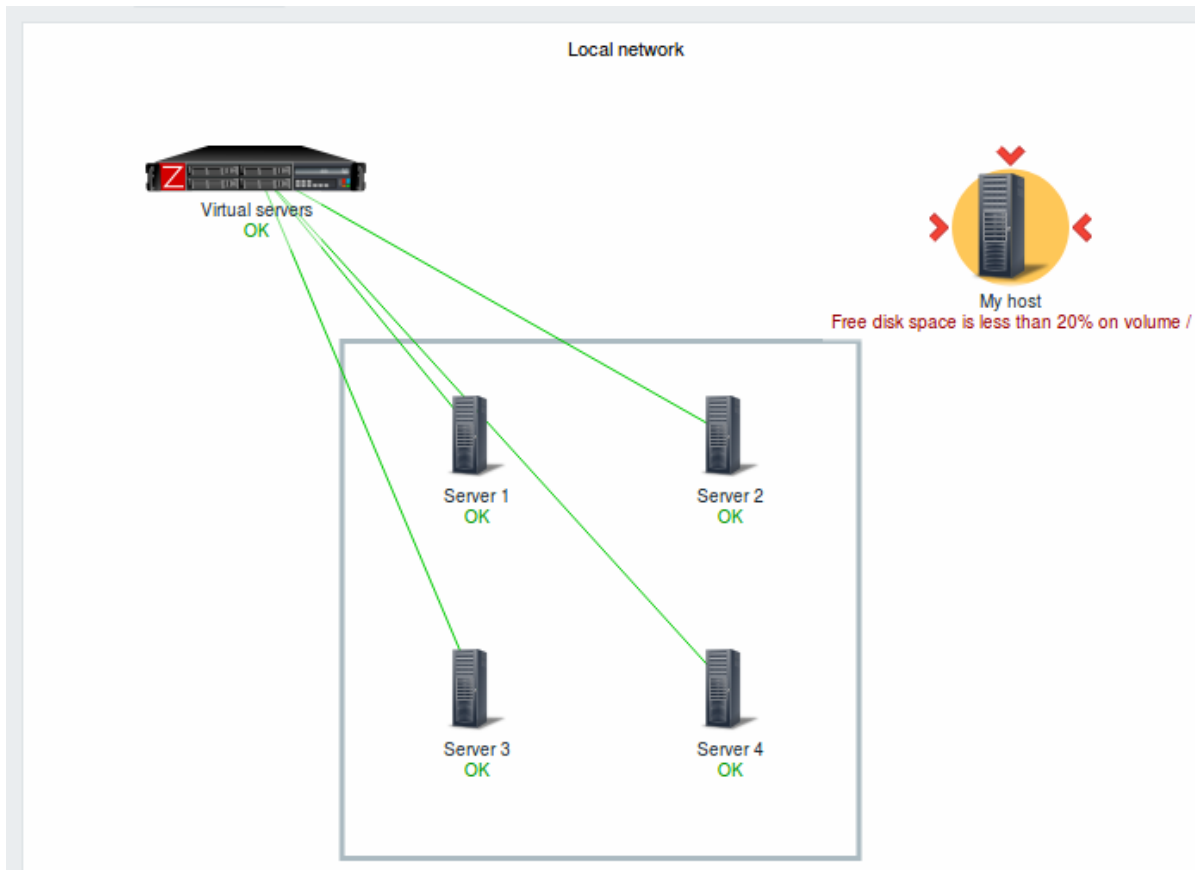 Local network
Z
Virtual servers
OK
My host
Free disk space is less than 20% on volume /
Server 1
OK
Server 2
OK
Server 3
OK
Server 4
OK